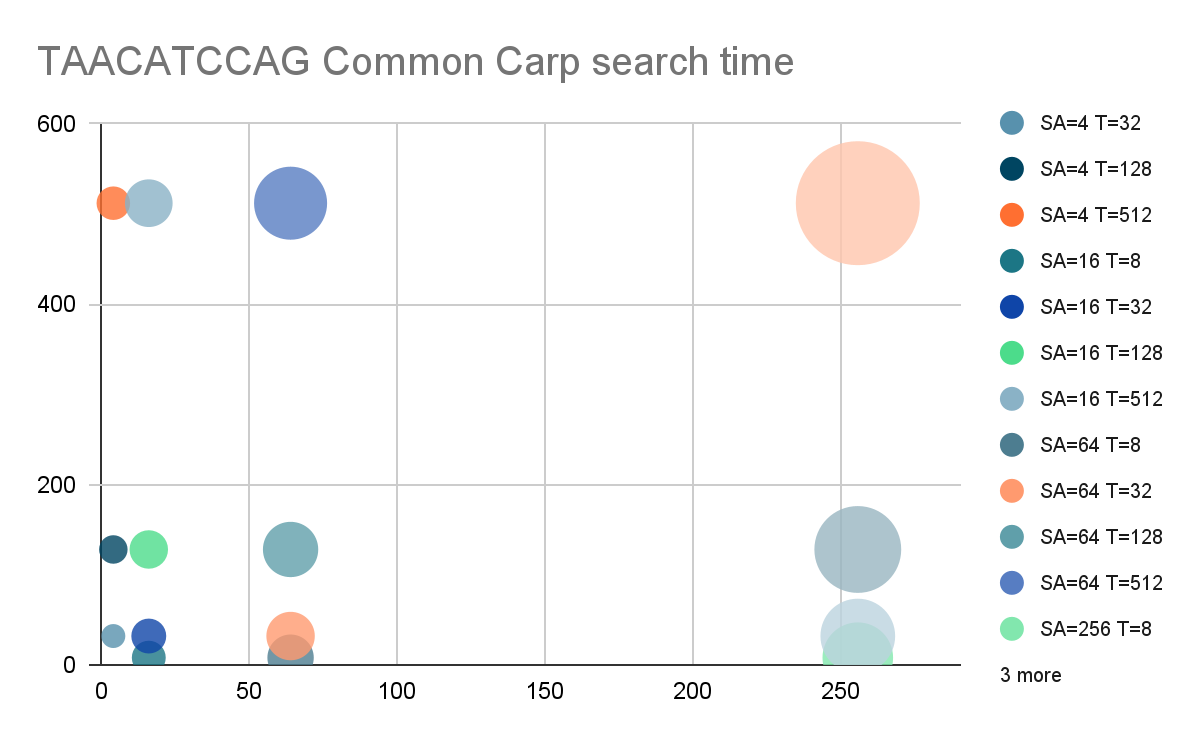 TAACATCCAG Common Carp search time
600
400
200
0
0 50 100 150 200 250
SA=4 T=32
SA=4 T=128
SA=4 T=512
SA=16 T=8
SA=16 T=32
SA=16 T=128
SA=16 T=512
SA=64 T=8
SA=64 T=32
SA=64 T=128
SA=64 T=512
SA=256 T=8
3 more